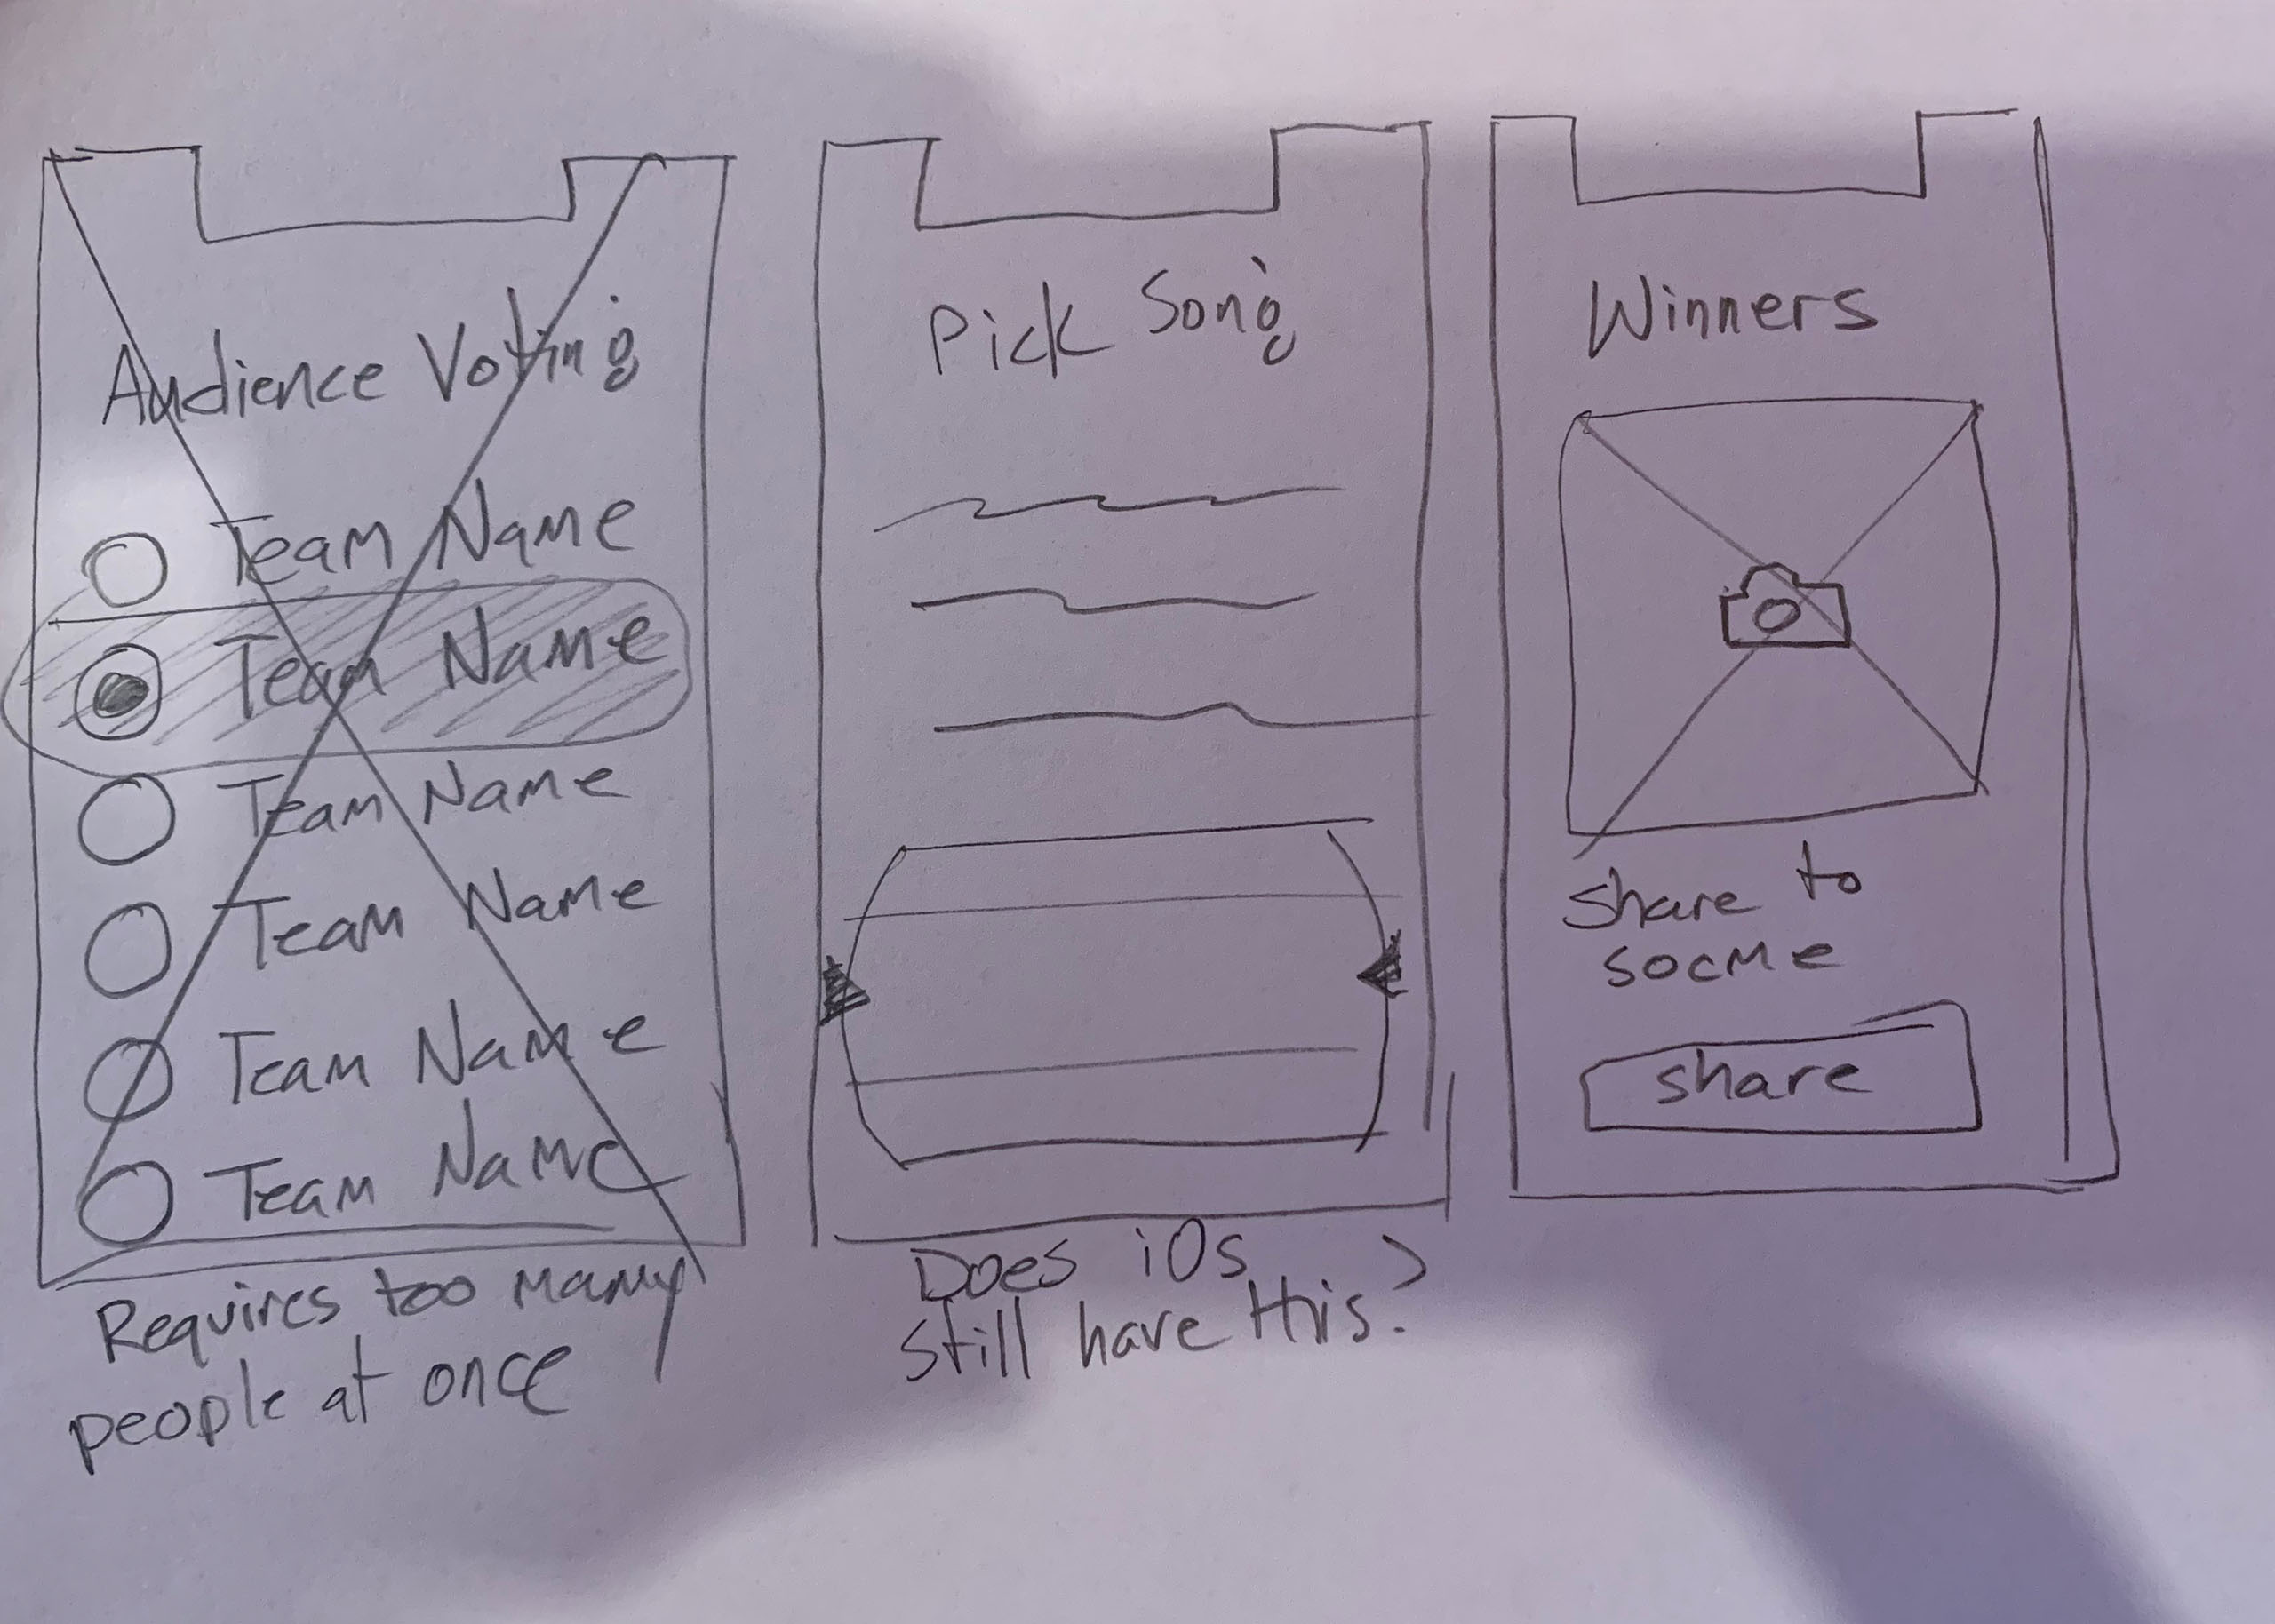 Audience Voting
Team Name
Team Name
Team Name
Team Name
Team Name
Team Name
Requires too many
people at once
Pick Song
Does iOs
still have this?
Winners
share to
socme
share